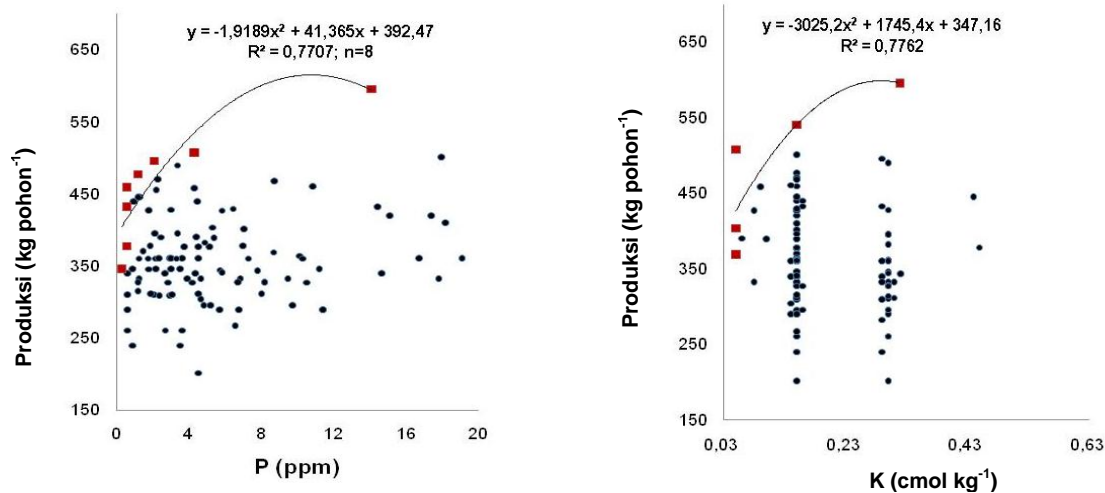 y = -1,9189x² + 41,365x + 392,47
R² = 0,7707; n=8
650
550
450
350
250
150
0
4
8
12
16
20
Produksi (kg pohon⁻¹)
P (ppm)
y = -3025,2x² + 1745,4x + 347,16
R² = 0,7762
650
550
450
350
250
150
0,03
0,23
0,43
0,63
Produksi (kg pohon⁻¹)
K (cmol kg⁻¹)